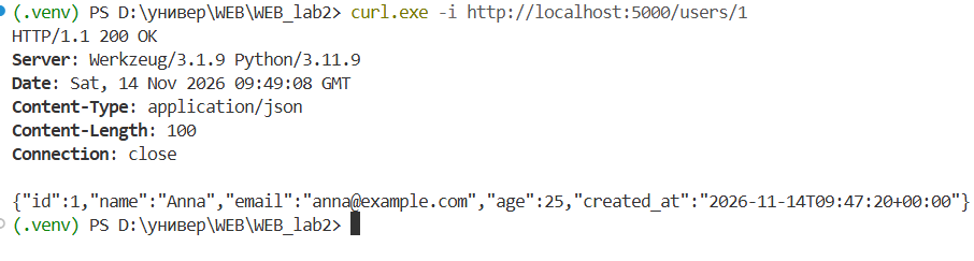 (.venv) PS D:\универ\WEB\WEB_lab2> curl.exe -i http://localhost:5000/users/1
HTTP/1.1 200 OK
Server: Werkzeug/3.1.9 Python/3.11.9
Date: Sat, 14 Nov 2026 09:49:08 GMT
Content-Type: application/json
Content-Length: 100
Connection: close
{"id":1,"name":"Anna","email":"anna@example.com","age":25,"created_at":"2026-11-14T09:47:20+00:00"}
(.venv) PS D:\универ\WEB\WEB_lab2>